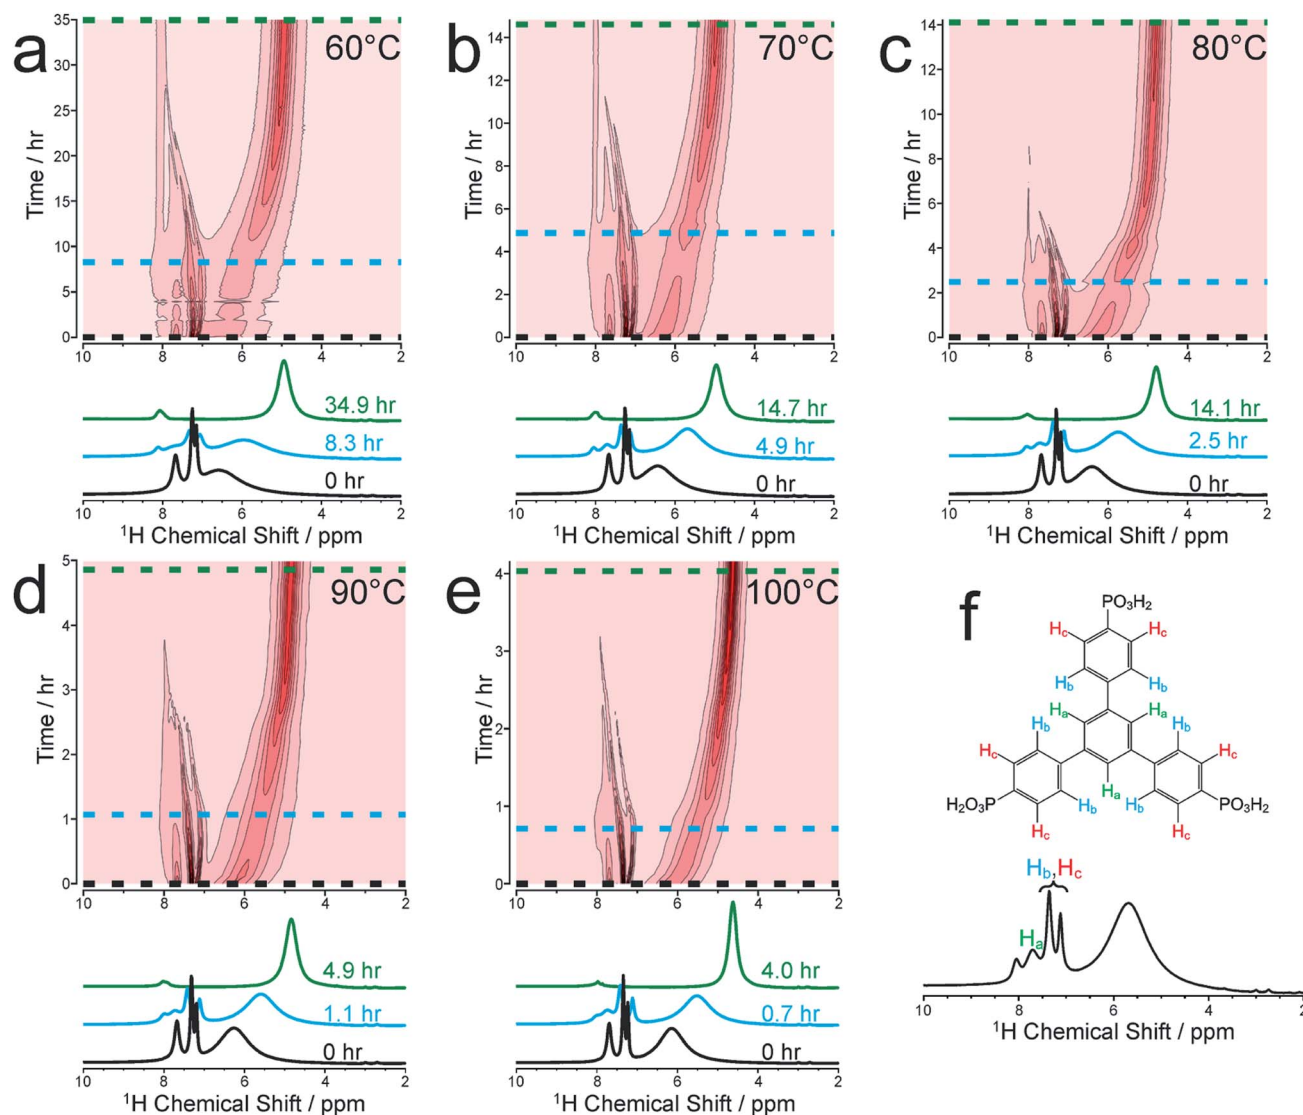 a
60°C
35
30
25
20
15
10
5
0
Time / hr
10 8 6 4 2
34.9 hr
8.3 hr
0 hr
10 8 6 4 2
¹H Chemical Shift / ppm
b
70°C
14
12
10
8
6
4
2
0
Time / hr
10 8 6 4 2
14.7 hr
4.9 hr
0 hr
10 8 6 4 2
¹H Chemical Shift / ppm
c
80°C
14
12
10
8
6
4
2
0
Time / hr
10 8 6 4 2
14.1 hr
2.5 hr
0 hr
10 8 6 4 2
¹H Chemical Shift / ppm
d
90°C
5
4
3
2
1
0
Time / hr
10 8 6 4 2
4.9 hr
1.1 hr
0 hr
10 8 6 4 2
¹H Chemical Shift / ppm
e
100°C
4
3
2
1
0
Time / hr
10 8 6 4 2
4.0 hr
0.7 hr
0 hr
10 8 6 4 2
¹H Chemical Shift / ppm
f
PO₃H₂
Hc Hc
Hb Hb
Ha Ha
Hb Hb
Hc Hc
H₂O₃P Hb Ha Hb PO₃H₂
Hc Hc
Hb,Hc
Ha
10 8 6 4 2
¹H Chemical Shift / ppm